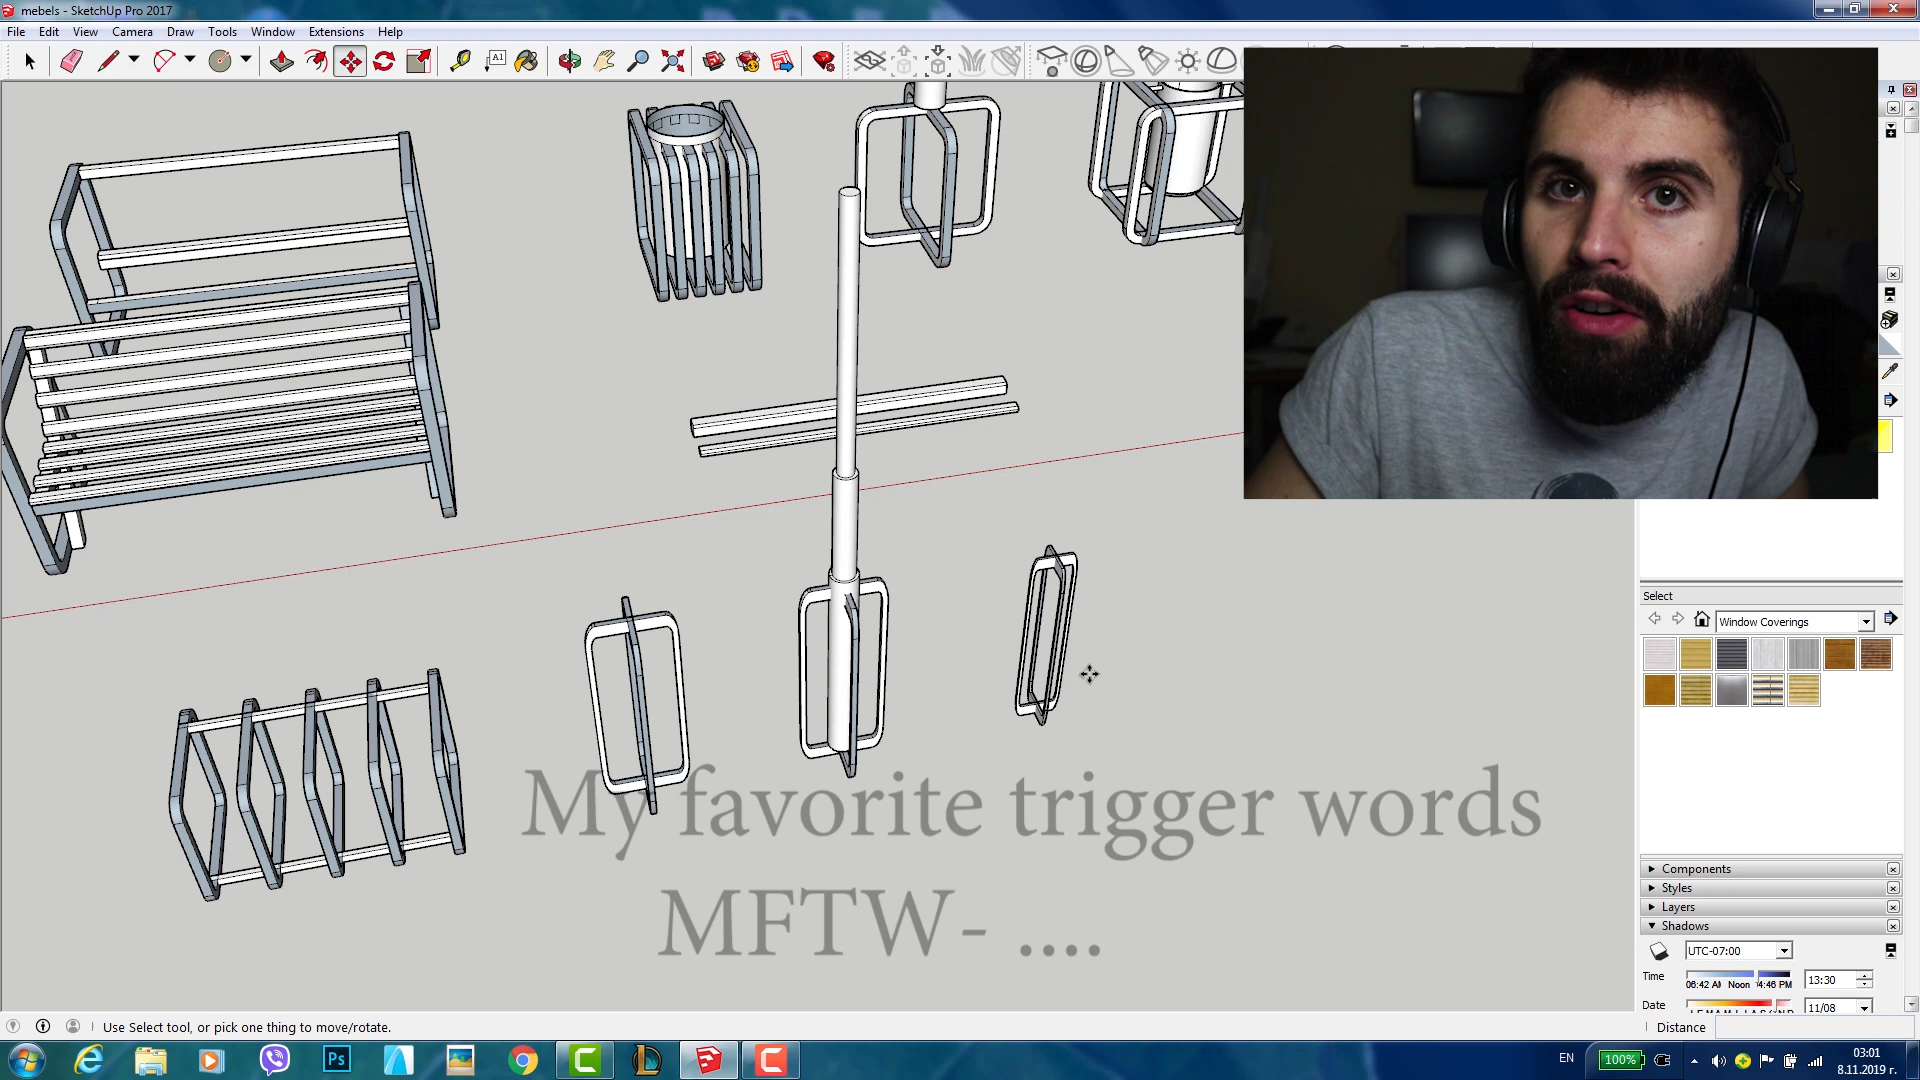 mebels - SketchUp Pro 2017
File Edit View Camera Draw Tools Window Extensions Help
A1
My favorite trigger words
MFTW- ....
Select
Window Coverings
Components
Styles
Layers
Shadows
UTC-07:00
Time
06:42 AM Noon 4:46 PM
13:30
Date
J F M A M J J A S O N D
11/08
Use Select tool, or pick one thing to move/rotate.
Distance
Ps
EN
100%
03:01
8.11.2019 г.